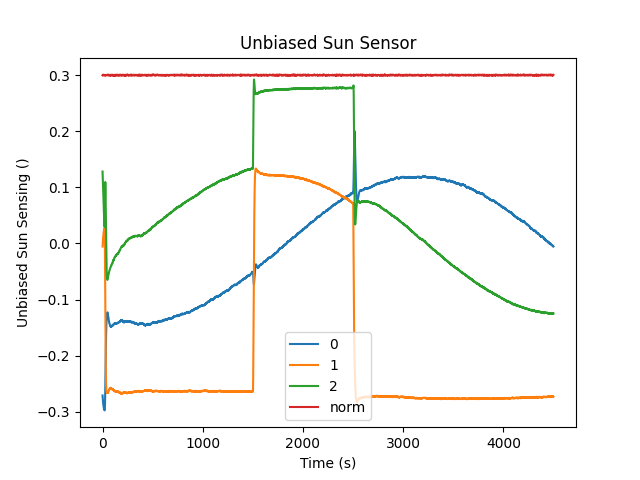 Unbiased Sun Sensor
Unbiased Sun Sensing ()
0.3
0.2
0.1
0.0
−0.1
−0.2
−0.3
0
1
2
norm
0 1000 2000 3000 4000
Time (s)